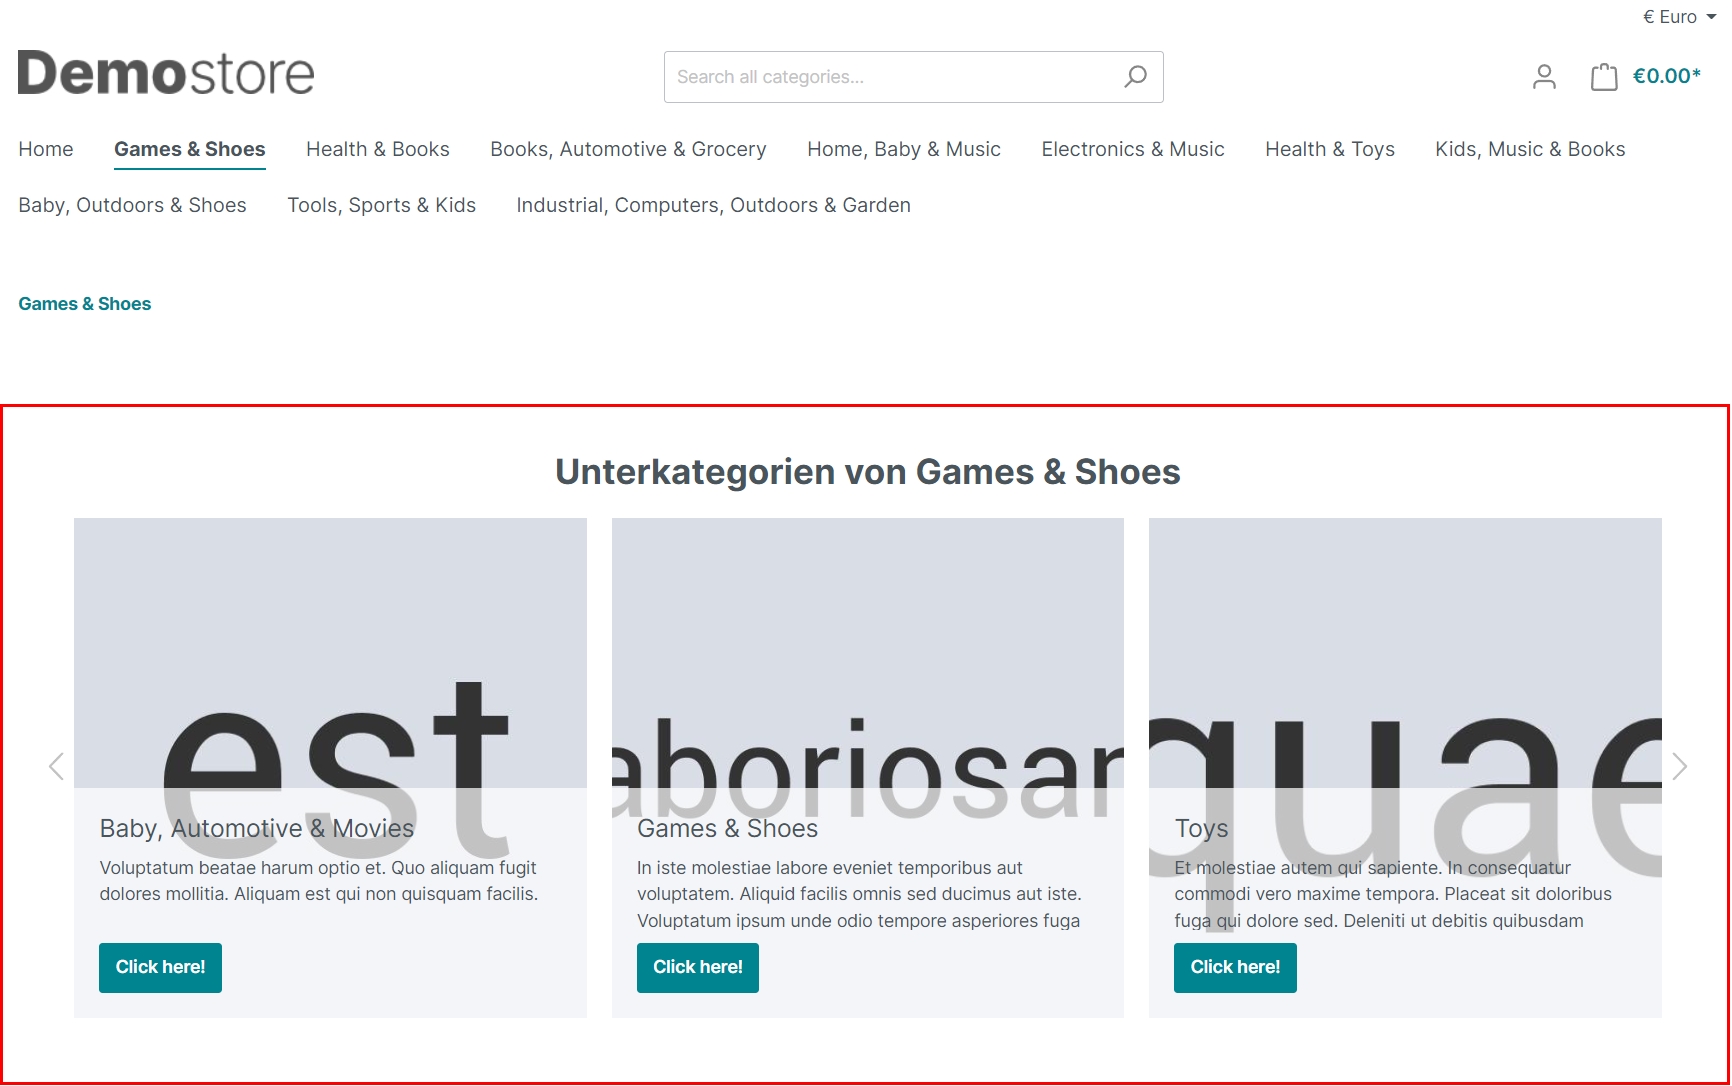 € Euro
Demostore
Search all categories...
€0.00*
Home Games & Shoes Health & Books Books, Automotive & Grocery Home, Baby & Music Electronics & Music Health & Toys Kids, Music & Books
Baby, Outdoors & Shoes Tools, Sports & Kids Industrial, Computers, Outdoors & Garden
Games & Shoes
Unterkategorien von Games & Shoes
est
Baby, Automotive & Movies
Voluptatum beatae harum optio et. Quo aliquam fugit
dolores mollitia. Aliquam est qui non quisquam facilis.
Click here!
aboriosar
Games & Shoes
In iste molestiae labore eveniet temporibus aut
voluptatem. Aliquid facilis omnis sed ducimus aut iste.
Voluptatum ipsum unde odio tempore asperiores fuga
Click here!
quae
Toys
Et molestiae autem qui sapiente. In consequatur
commodi vero maxime tempora. Placeat sit doloribus
fuga qui dolore sed. Deleniti ut debitis quibusdam
Click here!